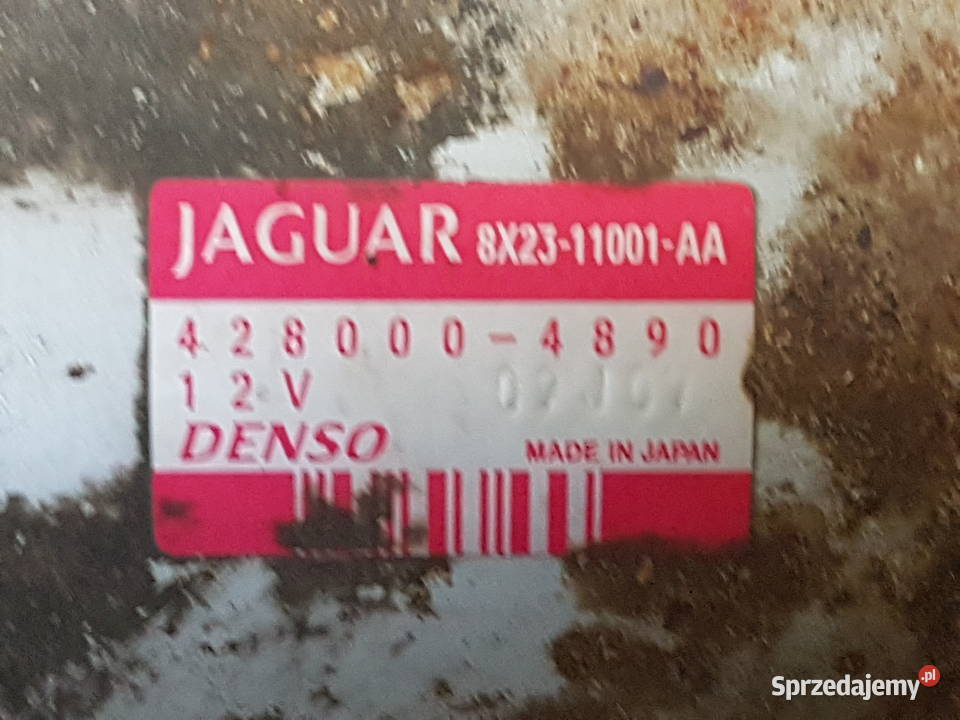 JAGUAR 8X23-11001-AA
428000-4890
12V
DENSO MADE IN JAPAN
Sprzedajemy.pl